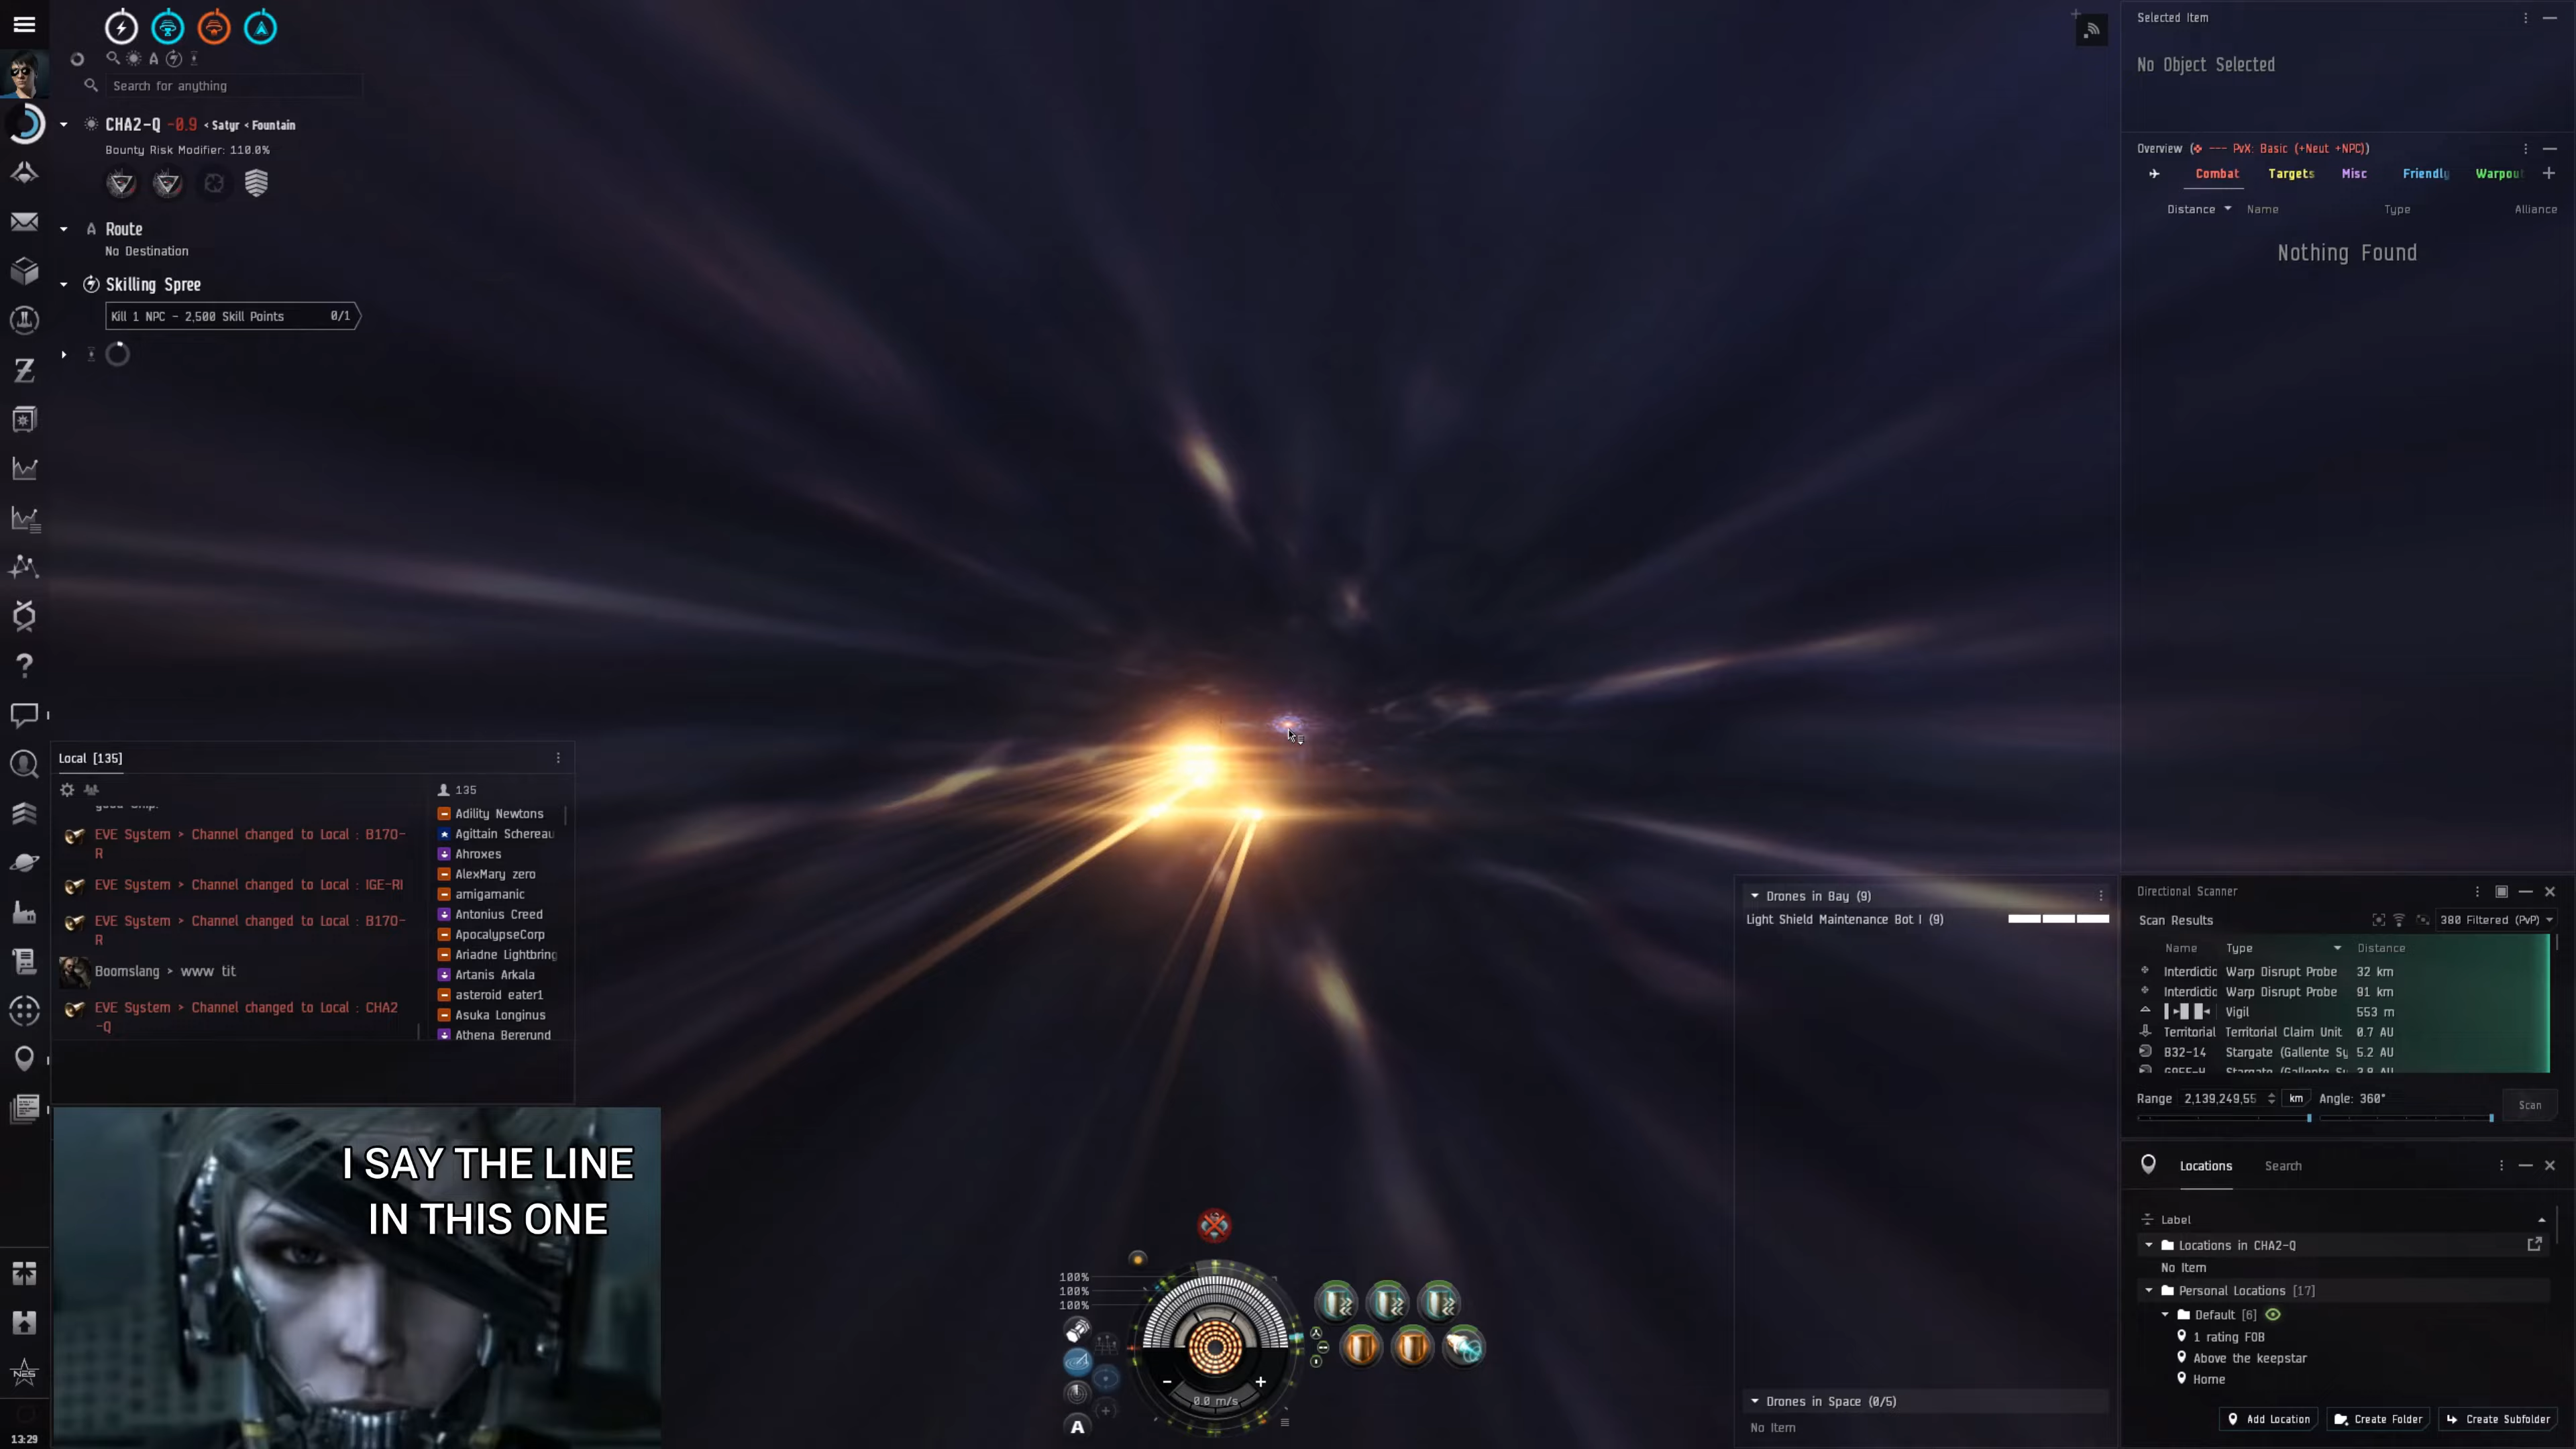 Search for anything
CHA2-Q -0.9 < Satyr < Fountain
Bounty Risk Modifier: 110.0%
Route
No Destination
Skilling Spree
Kill 1 NPC - 2,500 Skill Points 0/1
Local [135]
135
EVE System > Channel changed to Local : B170-
R
EVE System > Channel changed to Local : IGE-RI
EVE System > Channel changed to Local : B170-
R
Boomslang > www tit
EVE System > Channel changed to Local : CHA2
-Q
Adility Newtons
Agittain Schereau
Ahroxes
AlexMary zero
amigamanic
Antonius Creed
ApocalypseCorp
Ariadne Lightbring
Artanis Arkala
asteroid eater1
Asuka Longinus
Athena Bererund
I SAY THE LINE
IN THIS ONE
NES
13:29
100%
100%
100%
0.0 m/s
A
Drones in Bay (9)
Light Shield Maintenance Bot I (9)
Drones in Space (0/5)
No Item
Selected Item
No Object Selected
Overview (--- PvX: Basic (+Neut +NPC))
Combat Targets Misc Friendly Warpout
Distance Name Type Alliance
Nothing Found
Directional Scanner
Scan Results 380 Filtered (PvP)
Name Type Distance
Interdictic Warp Disrupt Probe 32 km
Interdictic Warp Disrupt Probe 91 km
Vigil 553 m
Territorial Territorial Claim Unit 0.7 AU
B32-14 Stargate (Gallente Sy 5.2 AU
Range 2,139,249,55 km Angle: 360°
Scan
Locations Search
Label
Locations in CHA2-Q
No Item
Personal Locations [17]
Default [6]
1 rating FOB
Above the keepstar
Home
Add Location Create Folder Create Subfolder